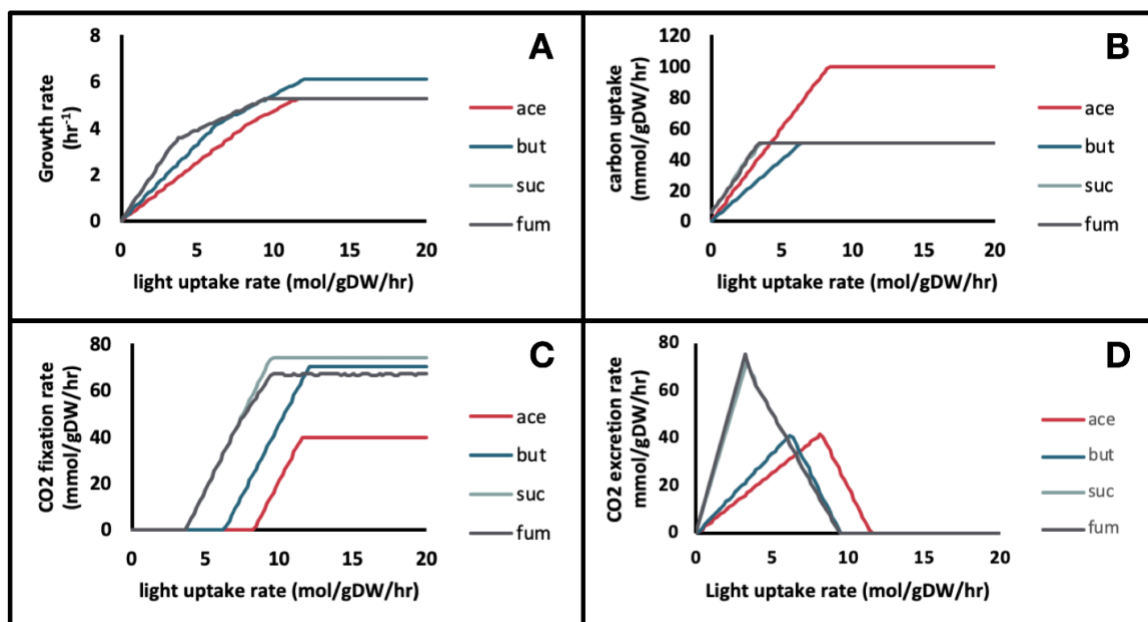 A
Growth rate
(hr-1)
8
6
4
2
0
0 5 10 15 20
light uptake rate (mol/gDW/hr)
ace
but
suc
fum
B
carbon uptake
(mmol/gDW/hr)
120
100
80
60
40
20
0
0 5 10 15 20
light uptake rate (mol/gDW/hr)
ace
but
suc
fum
C
CO2 fixation rate
(mmol/gDW/hr)
80
60
40
20
0
0 5 10 15 20
light uptake rate (mol/gDW/hr)
ace
but
suc
fum
D
CO2 excretion rate
mmol/gDW/hr)
80
60
40
20
0
0 5 10 15 20
Light uptake rate (mol/gDW/hr)
ace
but
suc
fum